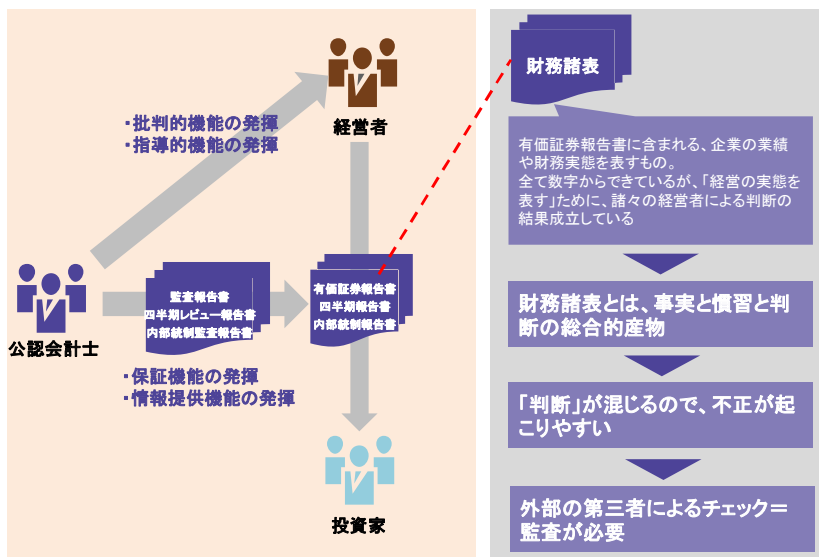 ・批判的機能の発揮
・指導的機能の発揮
経営者
公認会計士
監査報告書
四半期レビュー報告書
内部統制監査報告書
有価証券報告書
四半期報告書
内部統制報告書
・保証機能の発揮
・情報提供機能の発揮
投資家
財務諸表
有価証券報告書に含まれる、企業の業績
や財務実態を表すもの。
全て数字からできているが、「経営の実態を
表す」ために、諸々の経営者による判断の
結果成立している
財務諸表とは、事実と慣習と判
断の総合的産物
「判断」が混じるので、不正が起
こりやすい
外部の第三者によるチェック＝
監査が必要